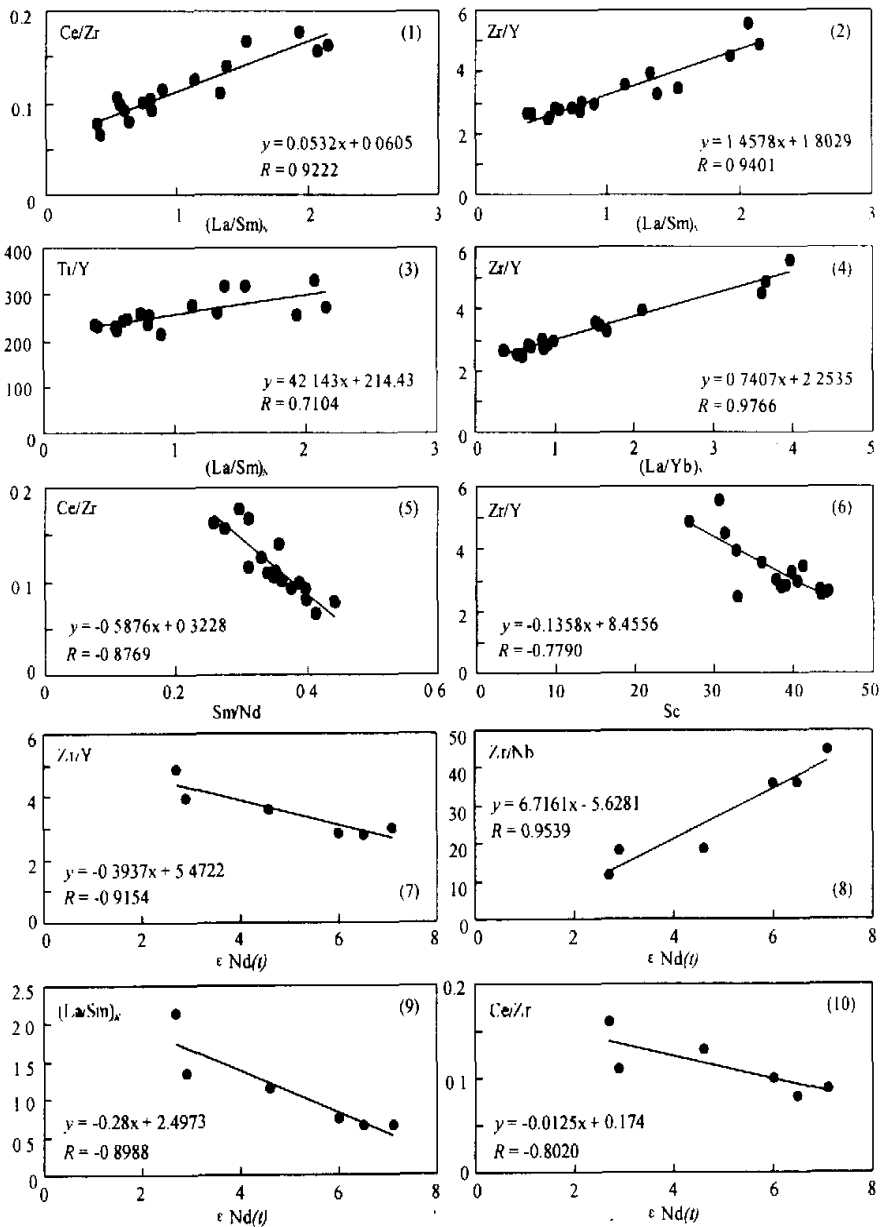 Ce/Zr
(1)
0.2
0.1
0
y = 0.0532x + 0.0605
R = 0 9222
0 1 2 3
(La/Sm)
Zr/Y
(2)
6
4
2
0
y = 1 4578x + 1 8029
R = 0 9401
0 1 2 3
(La/Sm)
Ti/Y
(3)
400
300
200
100
0
y = 42 143x + 214.43
R = 0.7104
0 1 2 3
(La/Sm)
Zr/Y
(4)
6
4
2
0
y = 0 7407x + 2 2535
R = 0.9766
0 1 2 3 4 5
(La/Yb)
Ce/Zr
(5)
0 2
0 1
0
y = -0 5876x + 0 3228
R = -0 8769
0 0.2 0 4 0 6
Sm/Nd
Zr/Y
(6)
6
4
2
0
y = -0.1358x + 8.4556
R = -0.7790
0 10 20 30 40 50
Sc
Zr/Y
(7)
6
4
2
0
y = -0 3937x + 5 4722
R = -0 9154
0 2 4 6 8
ε Nd(t)
Zr/Nb
(8)
50
40
30
20
10
0
y = 6.7161x - 5.6281
R = 0.9539
0 2 4 6 8
ε Nd(t)
(La/Sm)N
(9)
2.5
2 0
1.5
1.0
0 5
0
y = -0.28x + 2.4973
R = -0 8988
0 2 4 6 8
ε Nd(t)
Ce/Zr
(10)
0.2
0.1
0
y = -0.0125x + 0.174
R = -0.8020
0 2 4 6 8
ε Nd(t)